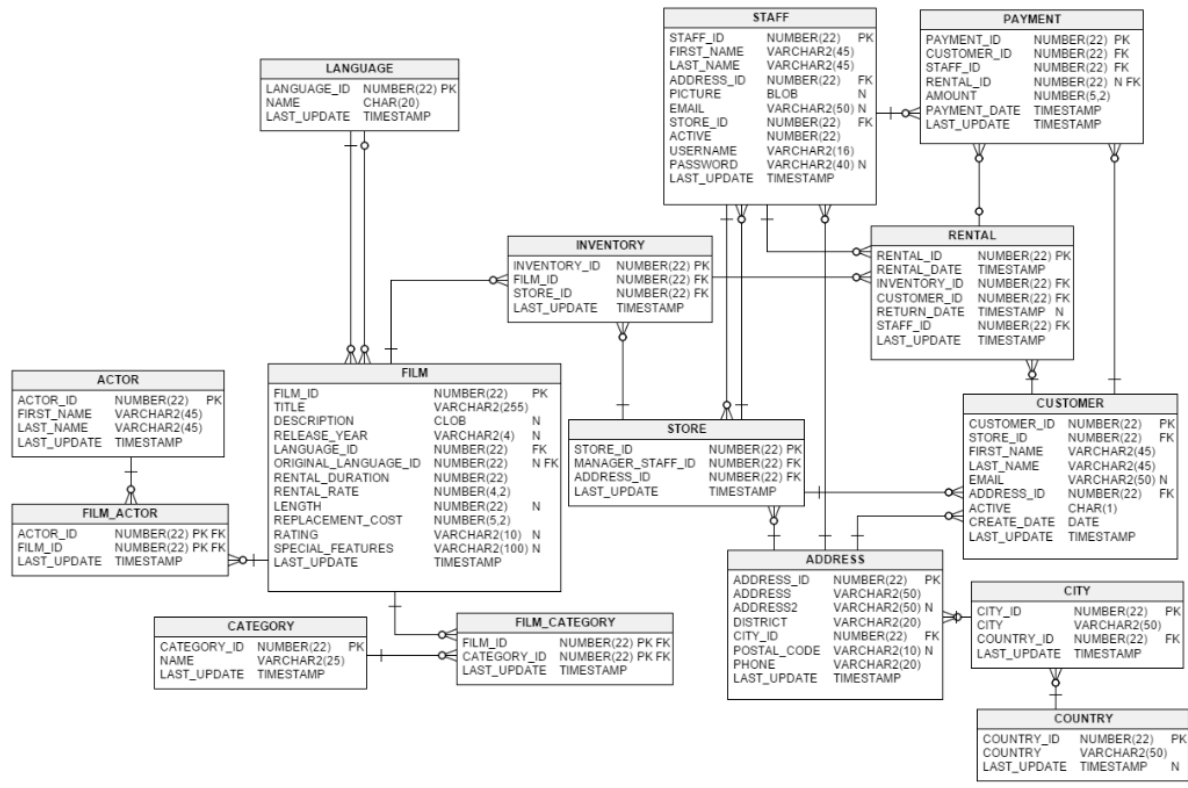 STAFF
STAFF_ID NUMBER(22) PK
FIRST_NAME VARCHAR2(45)
LAST_NAME VARCHAR2(45)
ADDRESS_ID NUMBER(22) FK
PICTURE BLOB N
EMAIL VARCHAR2(50) N
STORE_ID NUMBER(22) FK
ACTIVE NUMBER(22)
USERNAME VARCHAR2(16)
PASSWORD VARCHAR2(40) N
LAST_UPDATE TIMESTAMP
PAYMENT
PAYMENT_ID NUMBER(22) PK
CUSTOMER_ID NUMBER(22) FK
STAFF_ID NUMBER(22) FK
RENTAL_ID NUMBER(22) N FK
AMOUNT NUMBER(5,2)
PAYMENT_DATE TIMESTAMP
LAST_UPDATE TIMESTAMP
LANGUAGE
LANGUAGE_ID NUMBER(22) PK
NAME CHAR(20)
LAST_UPDATE TIMESTAMP
INVENTORY
INVENTORY_ID NUMBER(22) PK
FILM_ID NUMBER(22) FK
STORE_ID NUMBER(22) FK
LAST_UPDATE TIMESTAMP
RENTAL
RENTAL_ID NUMBER(22) PK
RENTAL_DATE TIMESTAMP
INVENTORY_ID NUMBER(22) FK
CUSTOMER_ID NUMBER(22) FK
RETURN_DATE TIMESTAMP N
STAFF_ID NUMBER(22) FK
LAST_UPDATE TIMESTAMP
ACTOR
ACTOR_ID NUMBER(22) PK
FIRST_NAME VARCHAR2(45)
LAST_NAME VARCHAR2(45)
LAST_UPDATE TIMESTAMP
FILM
FILM_ID NUMBER(22) PK
TITLE VARCHAR2(255)
DESCRIPTION CLOB N
RELEASE_YEAR VARCHAR2(4) N
LANGUAGE_ID NUMBER(22) FK
ORIGINAL_LANGUAGE_ID NUMBER(22) N FK
RENTAL_DURATION NUMBER(22)
RENTAL_RATE NUMBER(4,2)
LENGTH NUMBER(22) N
REPLACEMENT_COST NUMBER(5,2)
RATING VARCHAR2(10) N
SPECIAL_FEATURES VARCHAR2(100) N
LAST_UPDATE TIMESTAMP
STORE
STORE_ID NUMBER(22) PK
MANAGER_STAFF_ID NUMBER(22) FK
ADDRESS_ID NUMBER(22) FK
LAST_UPDATE TIMESTAMP
CUSTOMER
CUSTOMER_ID NUMBER(22) PK
STORE_ID NUMBER(22) FK
FIRST_NAME VARCHAR2(45)
LAST_NAME VARCHAR2(45)
EMAIL VARCHAR2(50) N
ADDRESS_ID NUMBER(22) FK
ACTIVE CHAR(1)
CREATE_DATE DATE
LAST_UPDATE TIMESTAMP
FILM_ACTOR
ACTOR_ID NUMBER(22) PK FK
FILM_ID NUMBER(22) PK FK
LAST_UPDATE TIMESTAMP
CATEGORY
CATEGORY_ID NUMBER(22) PK
NAME VARCHAR2(25)
LAST_UPDATE TIMESTAMP
FILM_CATEGORY
FILM_ID NUMBER(22) PK FK
CATEGORY_ID NUMBER(22) PK FK
LAST_UPDATE TIMESTAMP
ADDRESS
ADDRESS_ID NUMBER(22) PK
ADDRESS VARCHAR2(50)
ADDRESS2 VARCHAR2(50) N
DISTRICT VARCHAR2(20)
CITY_ID NUMBER(22) FK
POSTAL_CODE VARCHAR2(10) N
PHONE VARCHAR2(20)
LAST_UPDATE TIMESTAMP
CITY
CITY_ID NUMBER(22) PK
CITY VARCHAR2(50)
COUNTRY_ID NUMBER(22) FK
LAST_UPDATE TIMESTAMP
COUNTRY
COUNTRY_ID NUMBER(22) PK
COUNTRY VARCHAR2(50)
LAST_UPDATE TIMESTAMP N